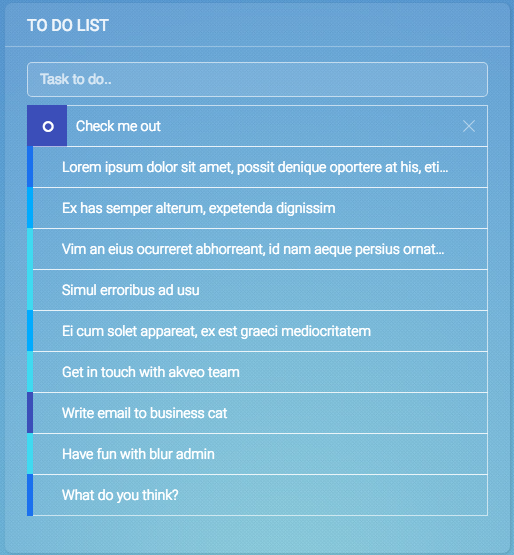 TO DO LIST
Task to do..
Check me out
Lorem ipsum dolor sit amet, possit denique oportere at his, eti...
Ex has semper alterum, expetenda dignissim
Vim an eius ocurreret abhorreant, id nam aeque persius ornat...
Simul erroribus ad usu
Ei cum solet appareat, ex est graeci mediocritatem
Get in touch with akveo team
Write email to business cat
Have fun with blur admin
What do you think?